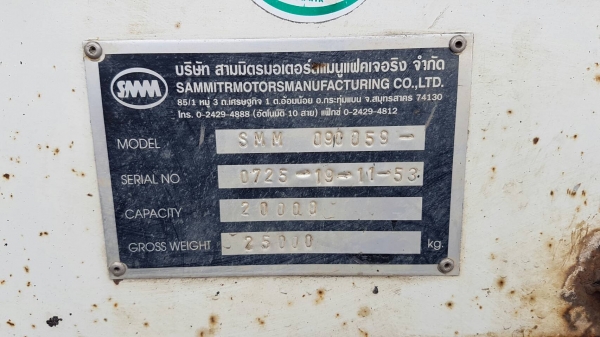 SMM
บริษัท สามมิตรมอเตอร์สแมนูแฟคเจอริง จำกัด
SAMMITRMOTORSMANUFACTURING CO.,LTD.
85/1 หมู่ 3 ถ.เศรษฐกิจ 1 ต.อ้อมน้อย อ.กระทุ่มแบน จ.สมุทรสาคร 74130
โทร. 0-2429-4888 (อัตโนมัติ 10 สาย) แฟ็กซ์ 0-2429-4812
MODEL SMM 090059-
SERIAL NO 0725-19-11-53
CAPACITY 20000
GROSS WEIGHT 25000 kg.